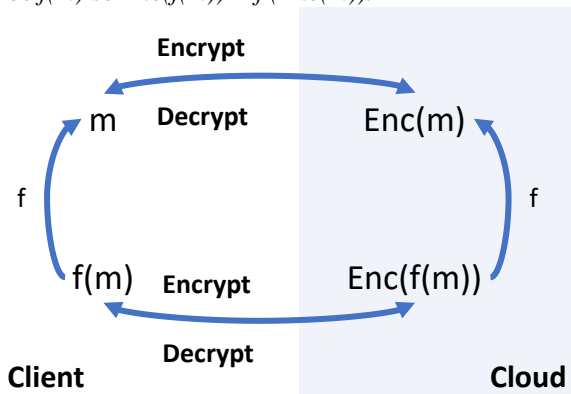 Encrypt
m Decrypt Enc(m)
f f
f(m) Encrypt Enc(f(m))
Decrypt
Client Cloud